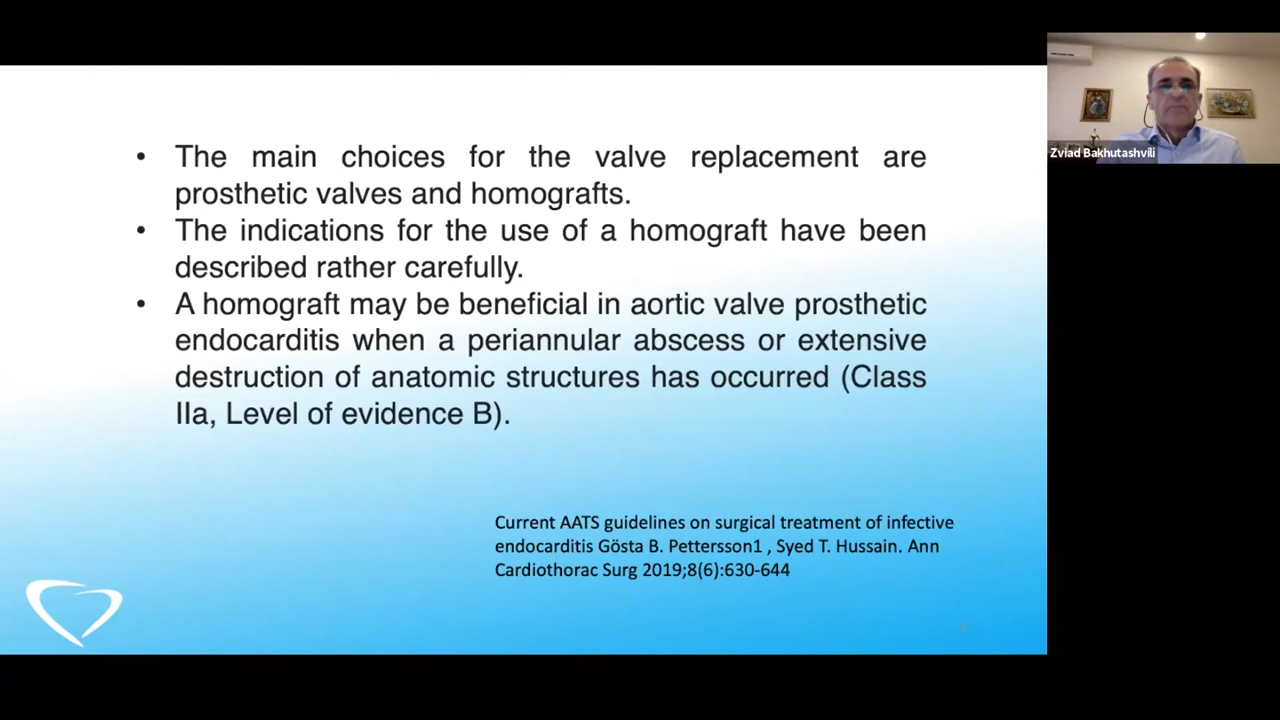 • The main choices for the valve replacement are
prosthetic valves and homografts.
• The indications for the use of a homograft have been
described rather carefully.
• A homograft may be beneficial in aortic valve prosthetic
endocarditis when a periannular abscess or extensive
destruction of anatomic structures has occurred (Class
IIa, Level of evidence B).
Current AATS guidelines on surgical treatment of infective
endocarditis Gösta B. Pettersson1 , Syed T. Hussain. Ann
Cardiothorac Surg 2019;8(6):630-644
Zviad Bakhutashvili